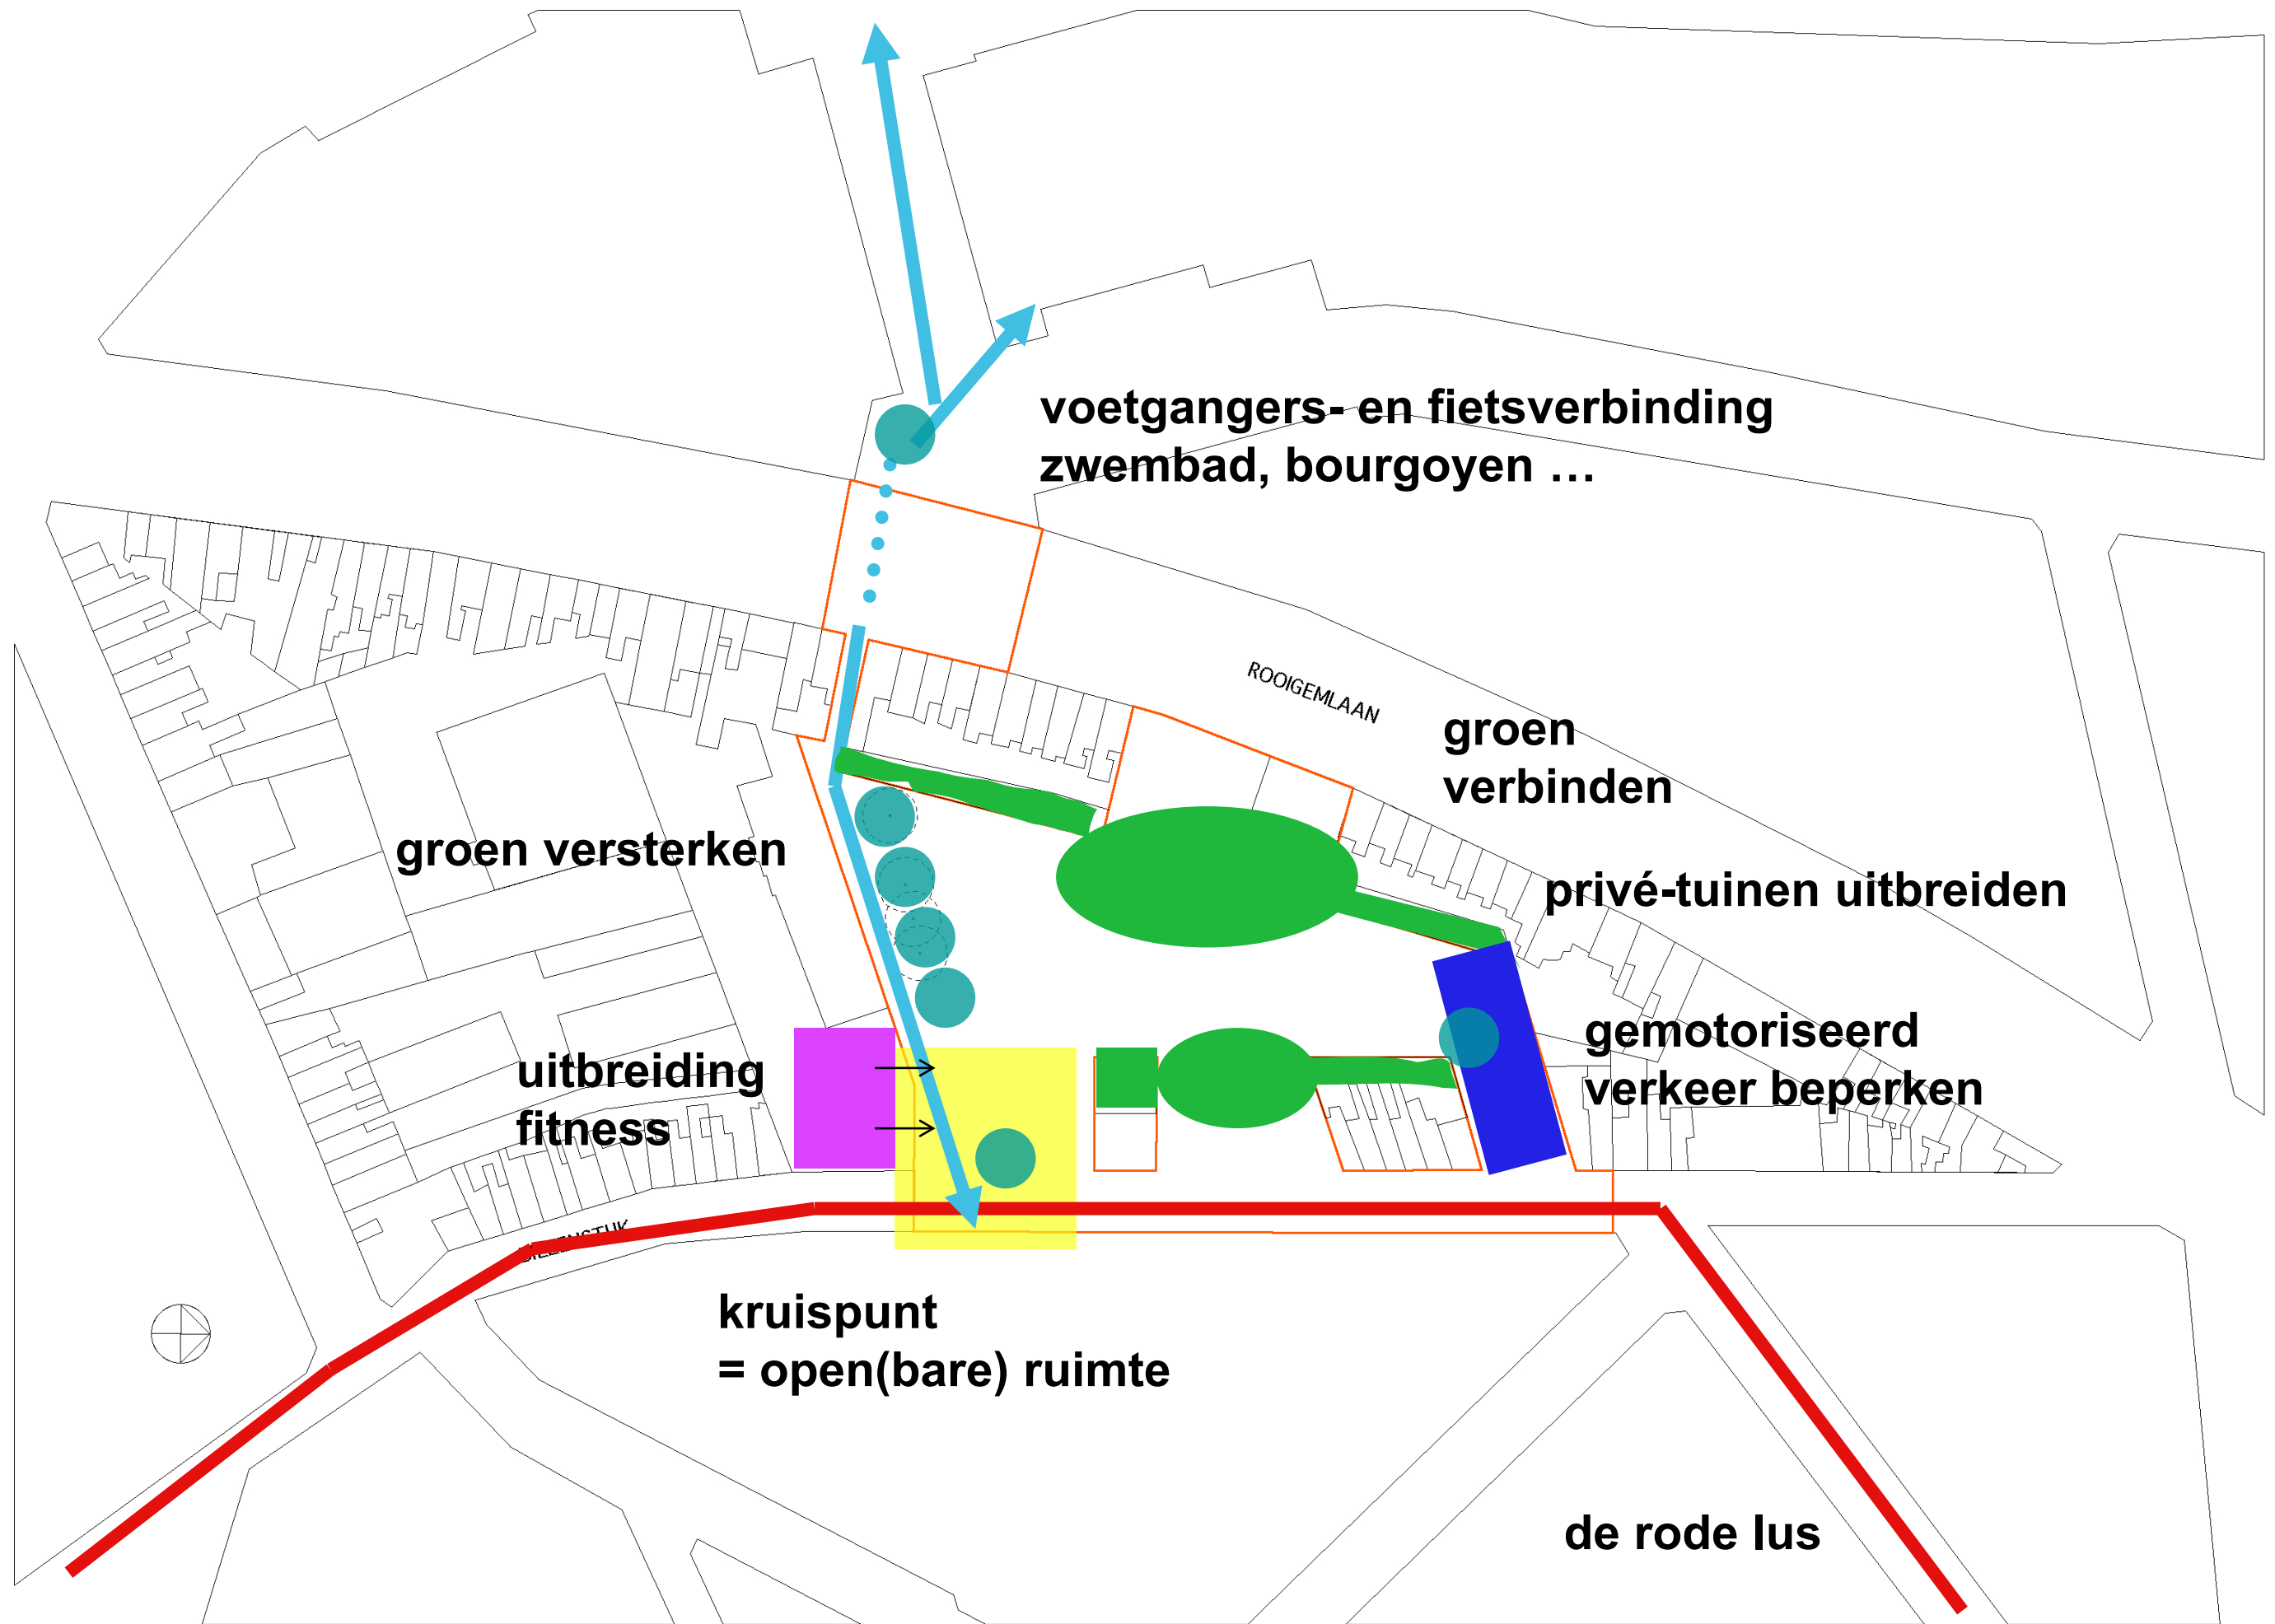 voetgangers- en fietsverbinding
zwembad, bourgoyen ...
ROOIGEMLAAN
groen
verbinden
groen versterken
privé-tuinen uitbreiden
gemotoriseerd
verkeer beperken
uitbreiding
fitness
kruispunt
= open(bare) ruimte
de rode lus